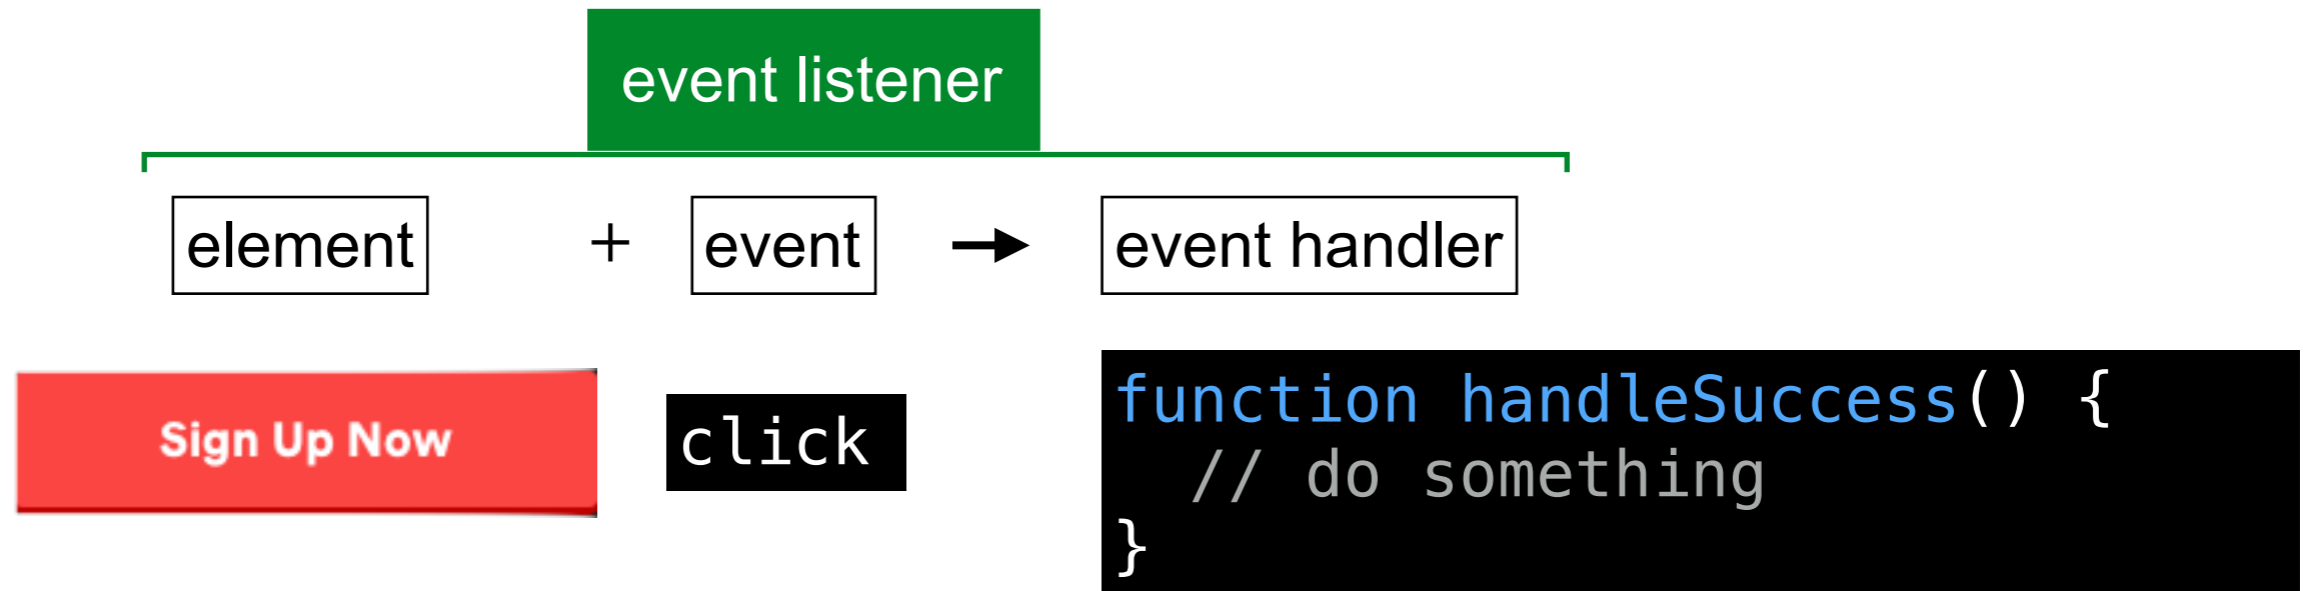 event listener
element + event → event handler
Sign Up Now
click
function handleSuccess() {
  // do something
}